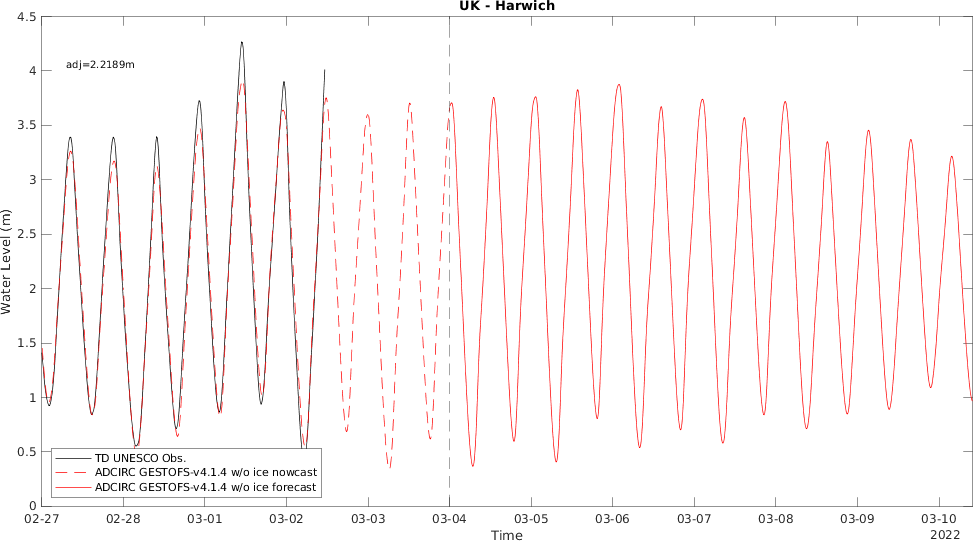 UK - Harwich
4.5
4
3.5
3
2.5
2
1.5
1
0.5
0
Water Level (m)
adj=2.2189m
TD UNESCO Obs.
ADCIRC GESTOFS-v4.1.4 w/o ice nowcast
ADCIRC GESTOFS-v4.1.4 w/o ice forecast
02-27 02-28 03-01 03-02 03-03 03-04 03-05 03-06 03-07 03-08 03-09 03-10
2022
Time